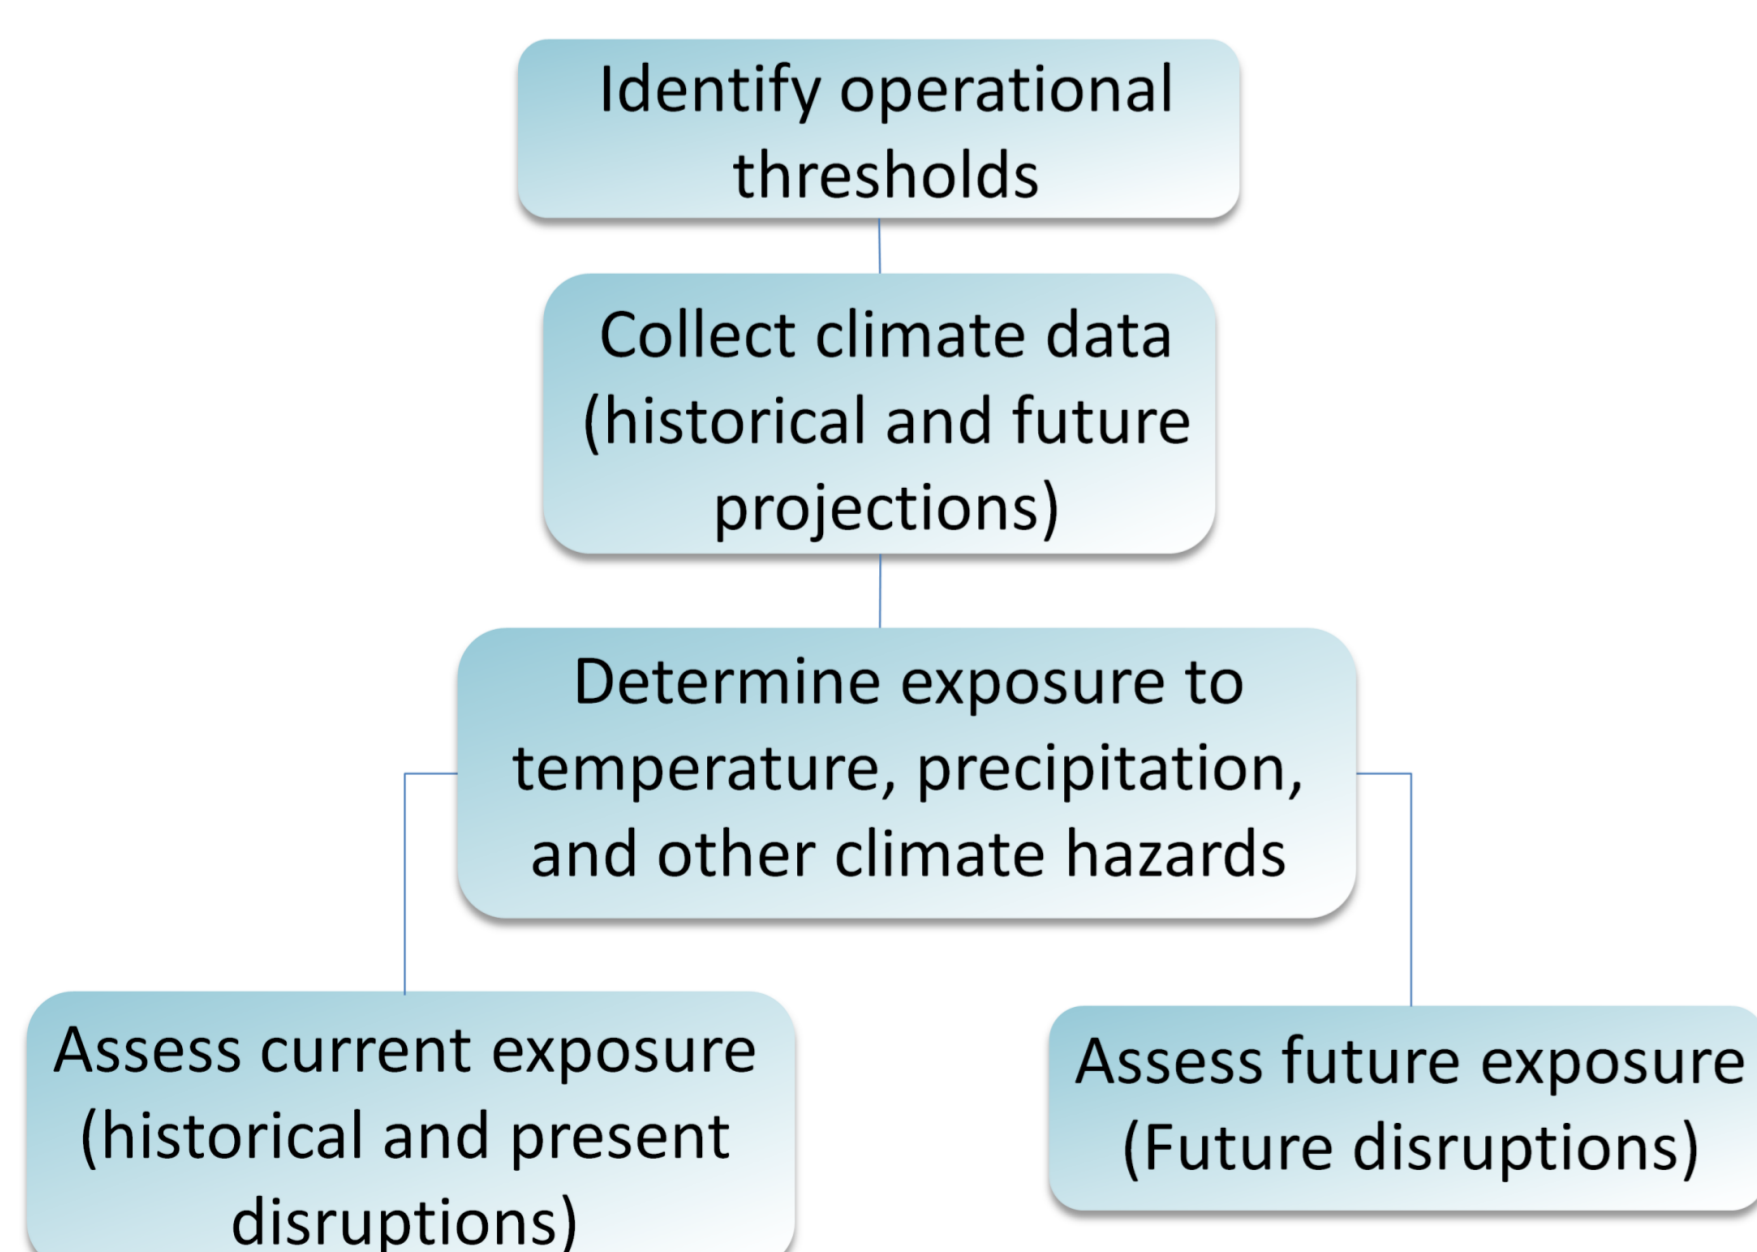 Identify operational
thresholds
Collect climate data
(historical and future
projections)
Determine exposure to
temperature, precipitation,
and other climate hazards
Assess current exposure
(historical and present
disruptions)
Assess future exposure
(Future disruptions)